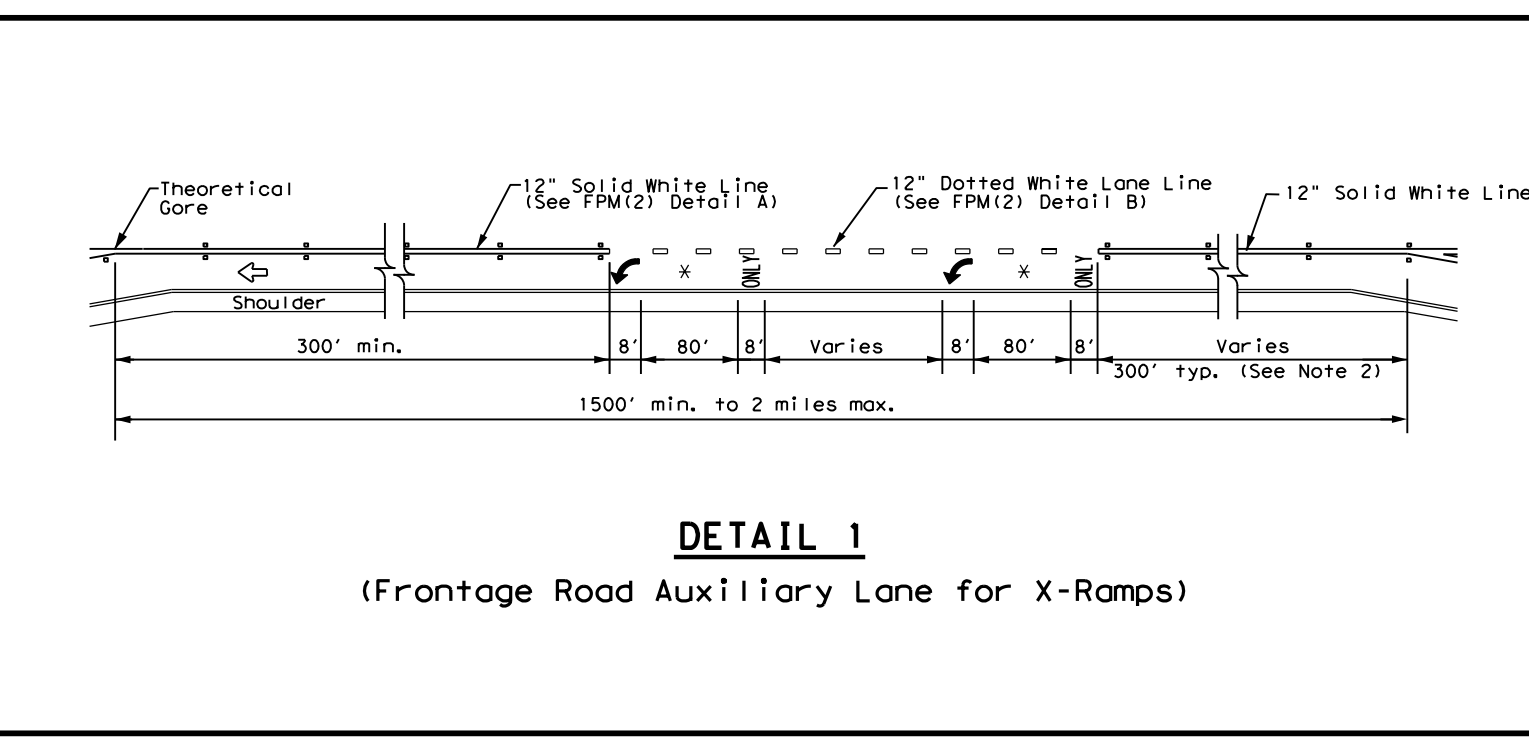 Theoretical
Gore
12" Solid White Line
(See FPM(2) Detail A)
12" Dotted White Lane Line
(See FPM(2) Detail B)
12" Solid White Line
*
ONLY
*
ONLY
Shoulder
300' min.
8'
80'
8'
Varies
8'
80'
8'
Varies
300' typ. (See Note 2)
1500' min. to 2 miles max.
DETAIL 1
(Frontage Road Auxiliary Lane for X-Ramps)